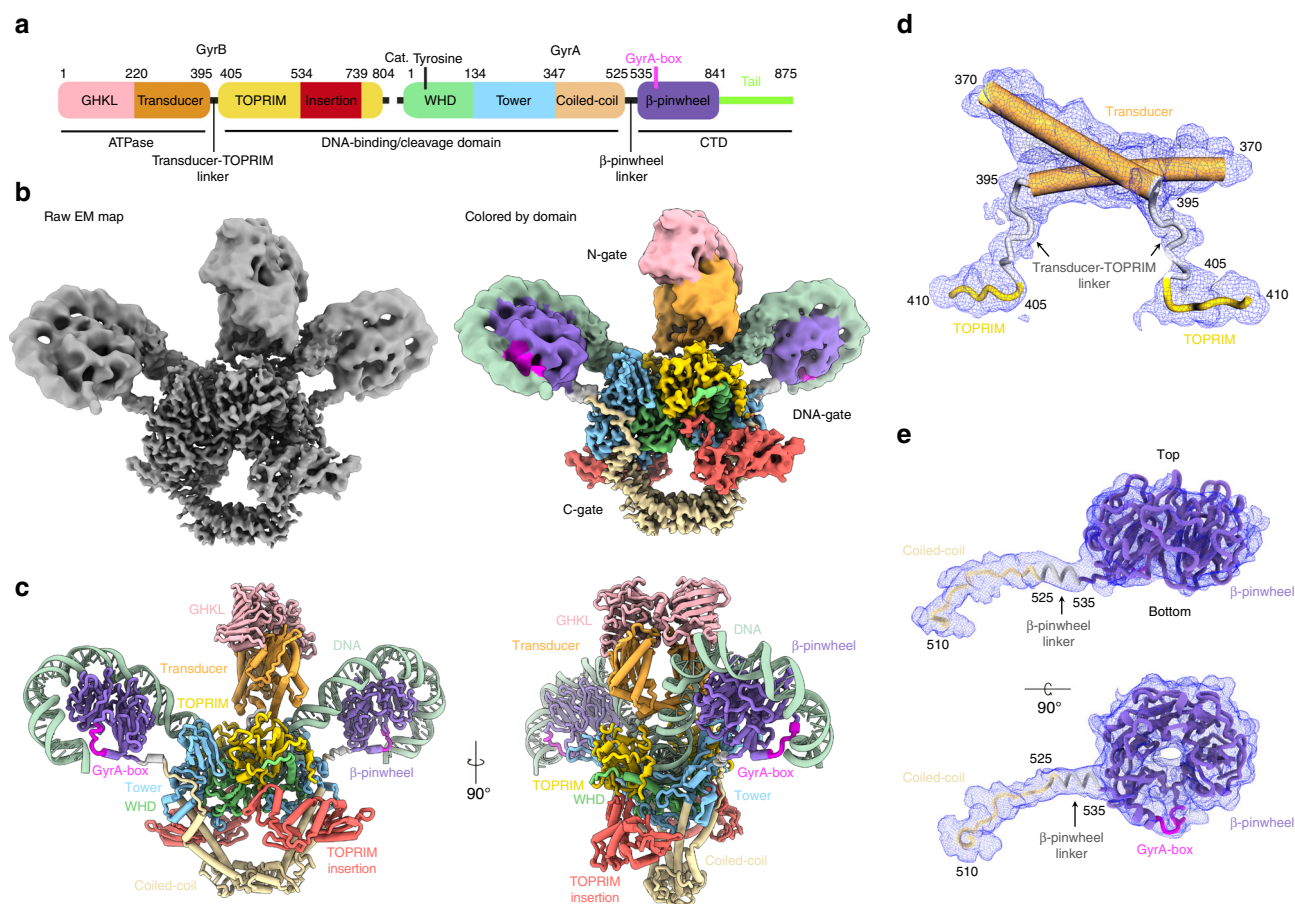 a
GyrB
GyrA
Cat. Tyrosine
GyrA-box
1 220 395 405 534 739 804 1 134 347 525 535 841 875
Tail
GHKL Transducer TOPRIM Insertion WHD Tower Coiled-coil β-pinwheel
ATPase
DNA-binding/cleavage domain
CTD
Transducer-TOPRIM
linker
β-pinwheel
linker
b
Raw EM map
Colored by domain
N-gate
DNA-gate
C-gate
c
GHKL
DNA
Transducer
TOPRIM
GyrA-box
β-pinwheel
Tower
WHD
TOPRIM
insertion
Coiled-coil
90°
GHKL
DNA
Transducer
β-pinwheel
GyrA-box
TOPRIM
WHD
Tower
Coiled-coil
TOPRIM
insertion
d
370
Transducer
370
395
395
Transducer-TOPRIM
linker
405
410
405
410
TOPRIM
TOPRIM
e
Top
Coiled-coil
525
535
β-pinwheel
Bottom
β-pinwheel
linker
510
90°
525
Coiled-coil
535
β-pinwheel
β-pinwheel
linker
GyrA-box
510